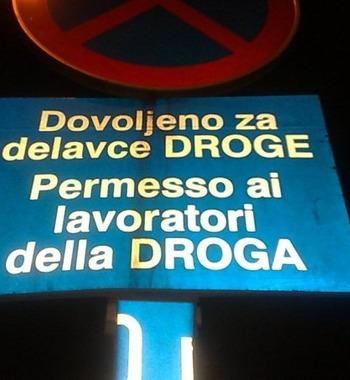 Dovoljeno za
delavce DROGE
Permesso ai
lavoratori
della DROGA